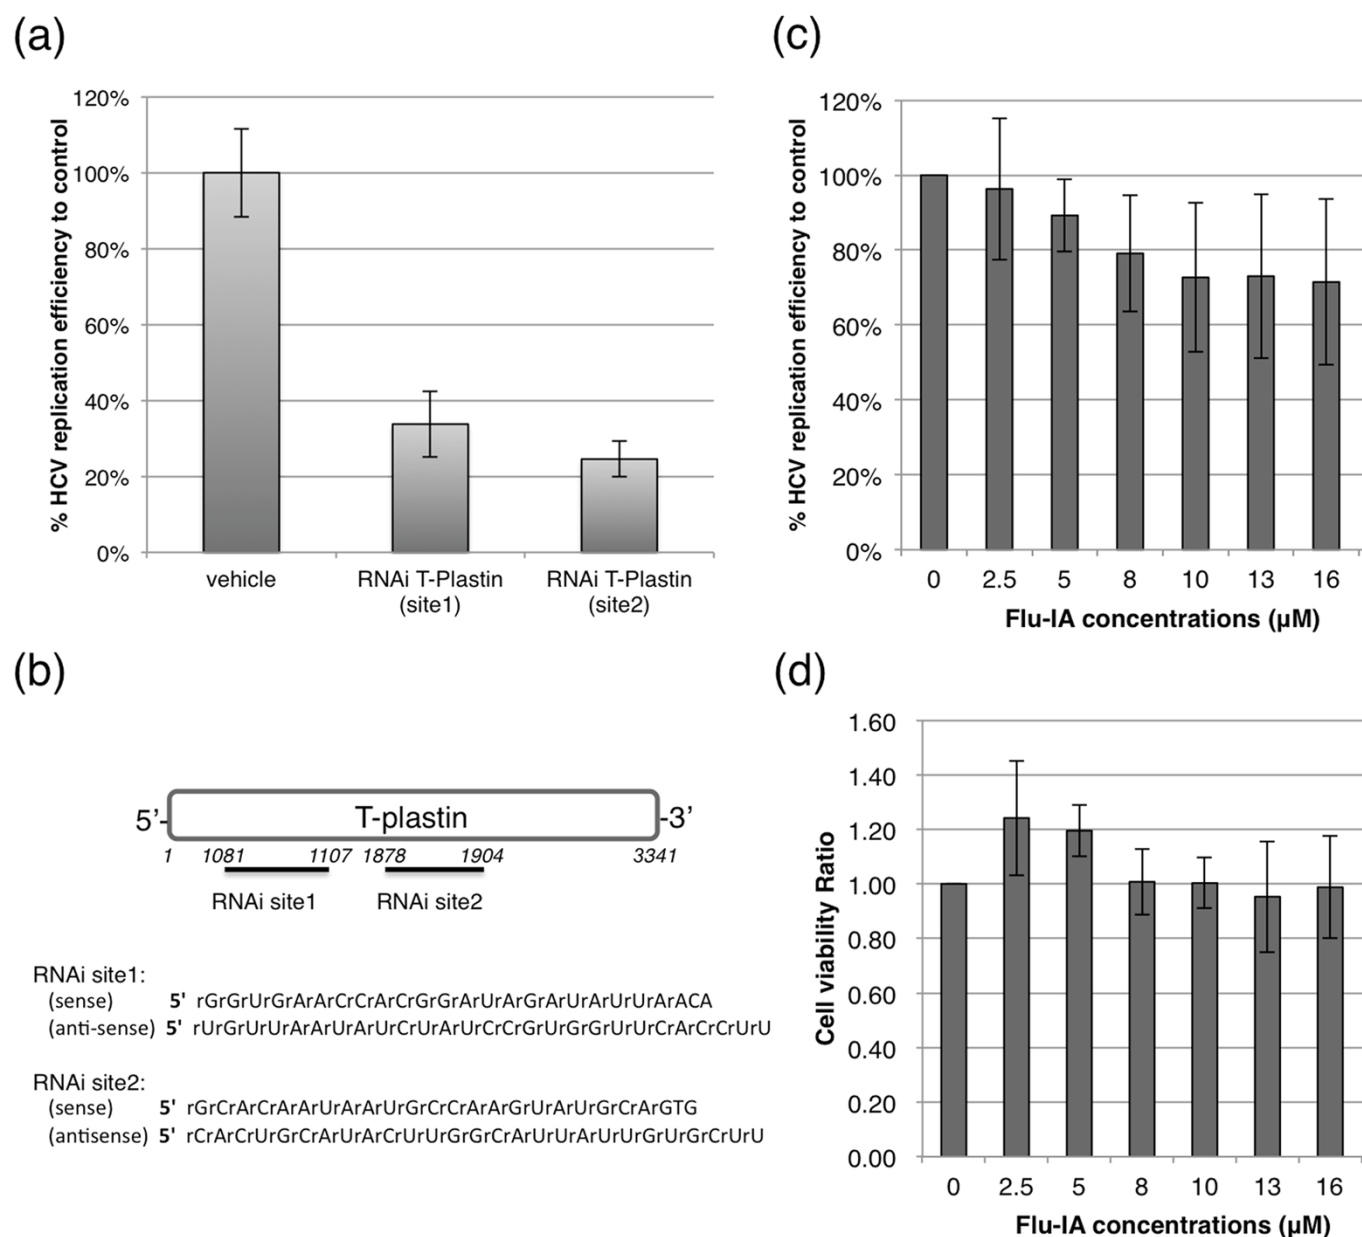 (a)
% HCV replication efficiency to control
120%
100%
80%
60%
40%
20%
0%
vehicle
RNAi T-Plastin
(site1)
RNAi T-Plastin
(site2)
(b)
5’-
T-plastin
-3’
1
1081
1107
1878
1904
3341
RNAi site1
RNAi site2
RNAi site1:
(sense) 5' rGrGrUrGrArArCrCrArCrGrGrArUrArGrArUrArUrUrArACA
(anti-sense) 5' rUrGrUrUrArArUrArUrCrUrArUrCrCrGrUrGrGrUrUrCrArCrCrUrU
RNAi site2:
(sense) 5' rGrCrArCrArArUrArArUrGrCrCrArArGrUrArUrGrCrArGTG
(antisense) 5' rCrArCrUrGrCrArUrArCrUrUrGrGrCrArUrUrArUrUrGrUrGrCrUrU
(c)
% HCV replication efficiency to control
120%
100%
80%
60%
40%
20%
0%
0 2.5 5 8 10 13 16
Flu-IA concentrations (µM)
(d)
Cell viability Ratio
1.60
1.40
1.20
1.00
0.80
0.60
0.40
0.20
0.00
0 2.5 5 8 10 13 16
Flu-IA concentrations (µM)